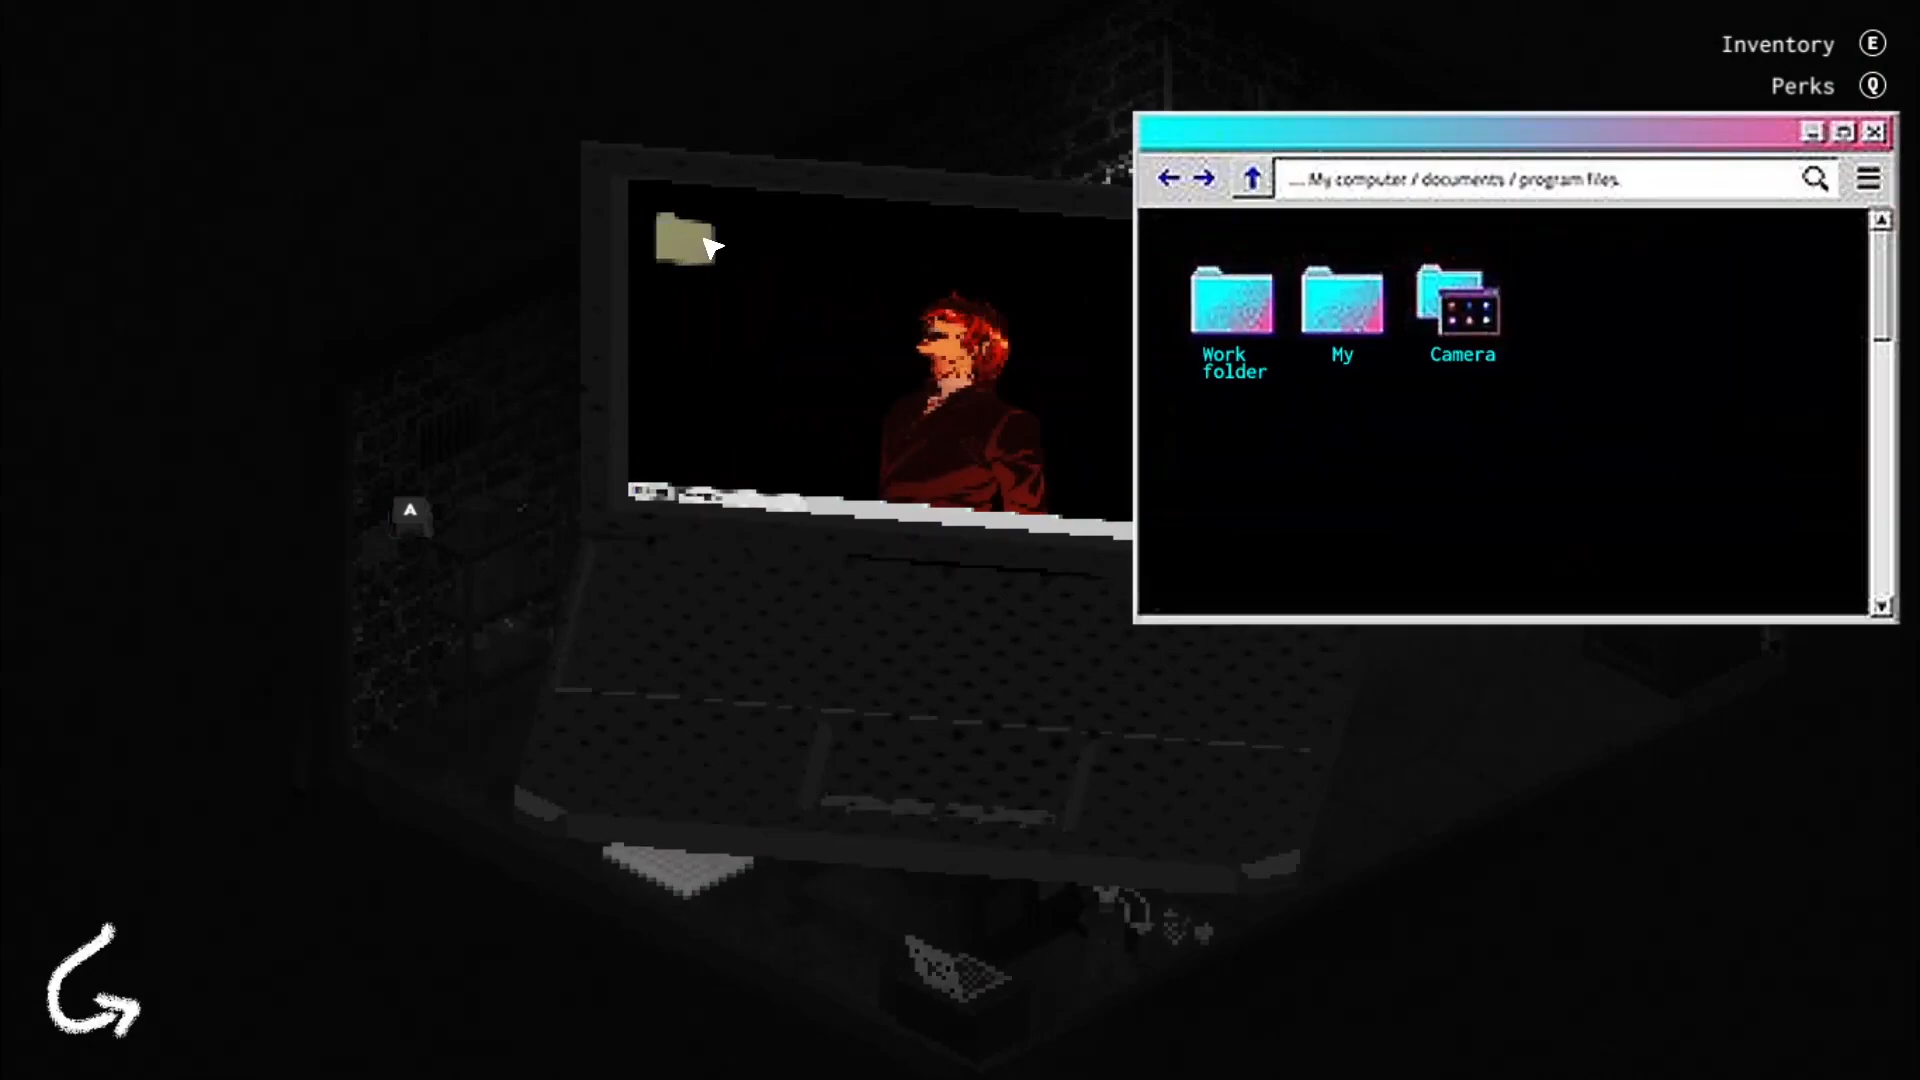 Inventory E
Perks Q
... My computer / documents / program files.
Work
folder
My
Camera
A